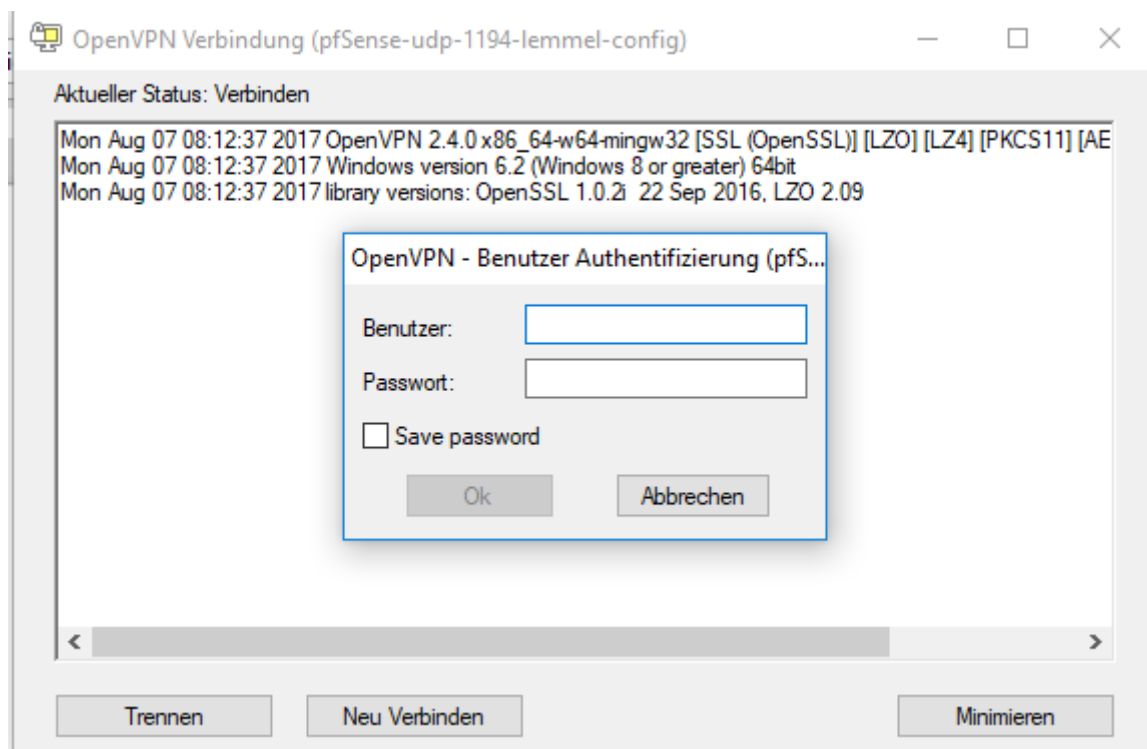 OpenVPN Verbindung (pfSense-udp-1194-lemmel-config)
Aktueller Status: Verbinden
Mon Aug 07 08:12:37 2017 OpenVPN 2.4.0 x86_64-w64-mingw32 [SSL (OpenSSL)] [LZO] [LZ4] [PKCS11] [AE
Mon Aug 07 08:12:37 2017 Windows version 6.2 (Windows 8 or greater) 64bit
Mon Aug 07 08:12:37 2017 library versions: OpenSSL 1.0.2i  22 Sep 2016, LZO 2.09
OpenVPN - Benutzer Authentifizierung (pfS...
Benutzer:
Passwort:
Save password
Ok Abbrechen
Trennen Neu Verbinden Minimieren